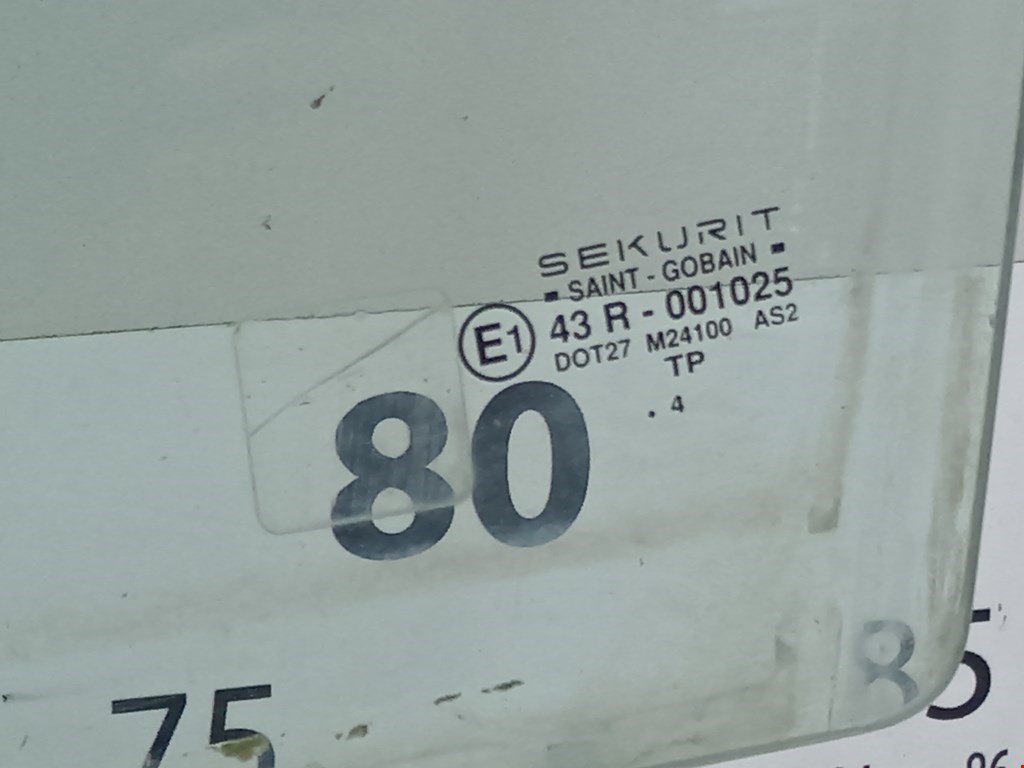 SEKURIT
SAINT - GOBAIN
E1 43 R - 001025
DOT27 M24100 AS2
TP
. 4
80
75
85